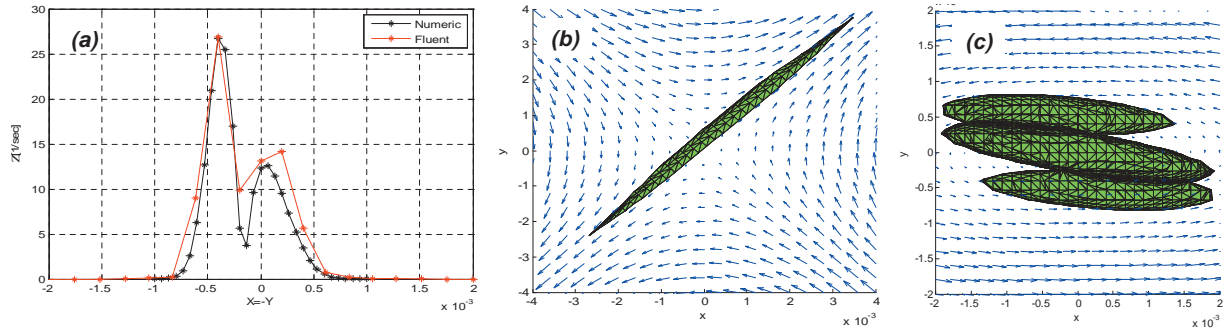 (a)
Numeric
Fluent
30
25
20
15
10
5
0
Z[1/sec]
-2 -1.5 -1 -0.5 0 0.5 1 1.5 2
X=-Y
x 10⁻³
(b)
4
3
2
1
0
-1
-2
-3
-4
y
-4 -3 -2 -1 0 1 2 3 4
x
x 10⁻³
(c)
2
1.5
1
0.5
0
-0.5
-1
-1.5
-2
y
-2 -1.5 -1 -0.5 0 0.5 1 1.5 2
x
x 10⁻³